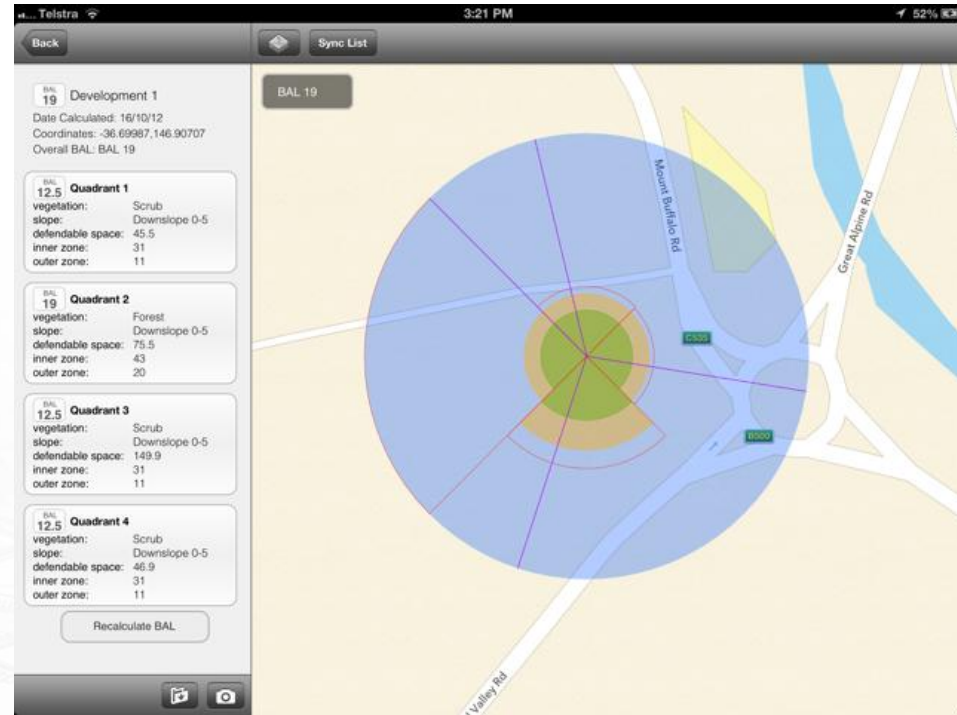 Telstra 3:21 PM 52%
Back Sync List
BAL 19
BAL
19 Development 1
Date Calculated: 16/10/12
Coordinates: -36.69987,146.90707
Overall BAL: BAL 19
BAL
12.5 Quadrant 1
vegetation: Scrub
slope: Downslope 0-5
defendable space: 45.5
inner zone: 31
outer zone: 11
BAL
19 Quadrant 2
vegetation: Forest
slope: Downslope 0-5
defendable space: 75.5
inner zone: 43
outer zone: 20
BAL
12.5 Quadrant 3
vegetation: Scrub
slope: Downslope 0-5
defendable space: 149.9
inner zone: 31
outer zone: 11
BAL
12.5 Quadrant 4
vegetation: Scrub
slope: Downslope 0-5
defendable space: 46.9
inner zone: 31
outer zone: 11
Recalculate BAL
Mount Buffalo Rd
Great Alpine Rd
C535
B500
Valley Rd